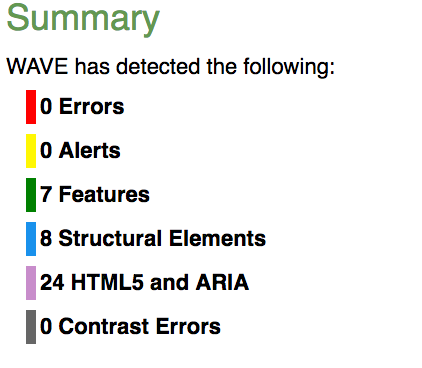 Summary
WAVE has detected the following:
0 Errors
0 Alerts
7 Features
8 Structural Elements
24 HTML5 and ARIA
0 Contrast Errors